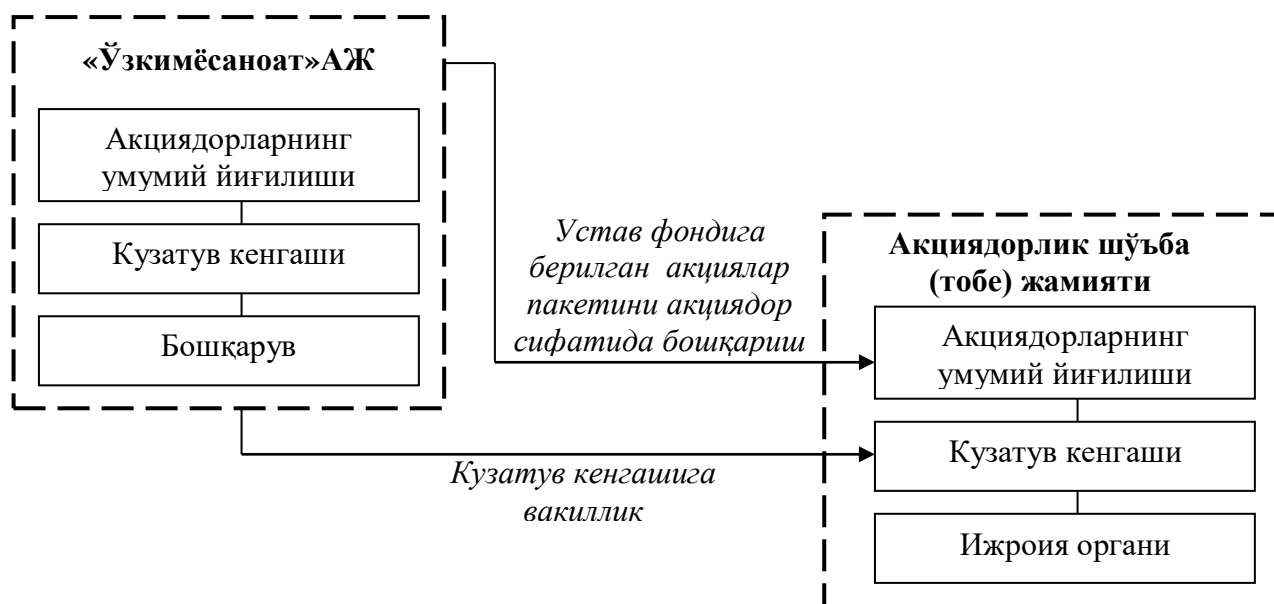 «Ўзкимёсаноат»АЖ
Акциядорларнинг
умумий йиғилиши
Кузатув кенгаши
Бошқарув
Устав фондига
берилган акциялар
пакетини акциядор
сифатида бошқариш
Кузатув кенгашига
вакиллик
Акциядорлик шўъба
(тобе) жамияти
Акциядорларнинг
умумий йиғилиши
Кузатув кенгаши
Ижроия органи